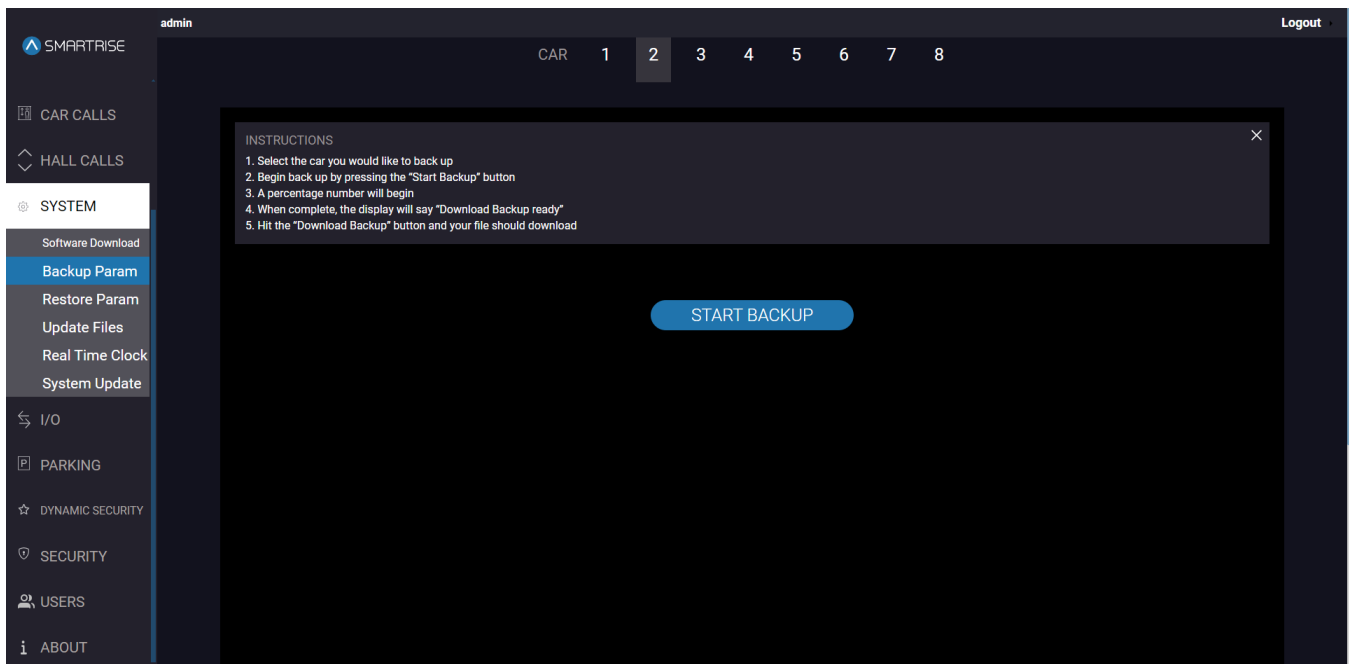 admin
Logout
SMARTRISE
CAR 1 2 3 4 5 6 7 8
CAR CALLS
HALL CALLS
SYSTEM
Software Download
Backup Param
Restore Param
Update Files
Real Time Clock
System Update
I/O
PARKING
DYNAMIC SECURITY
SECURITY
USERS
ABOUT
INSTRUCTIONS
1. Select the car you would like to back up
2. Begin back up by pressing the “Start Backup” button
3. A percentage number will begin
4. When complete, the display will say “Download Backup ready”
5. Hit the “Download Backup” button and your file should download
START BACKUP